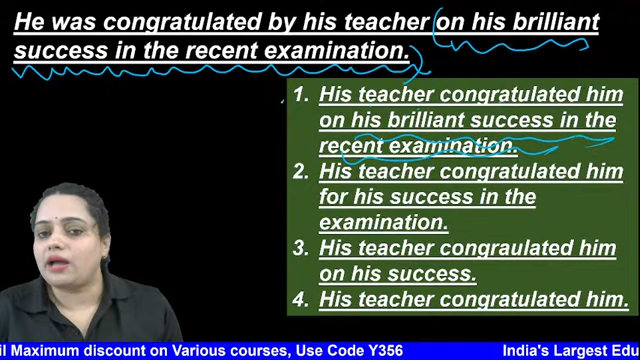 He was congratulated by his teacher (on his brilliant
success in the recent examination.)
1. His teacher congratulated him
on his brilliant success in the
recent examination.
2. His teacher congratulated him
for his success in the
examination.
3. His teacher congraulated him
on his success.
4. His teacher congratulated him.
il Maximum discount on Various courses, Use Code Y356 India's Largest Edu